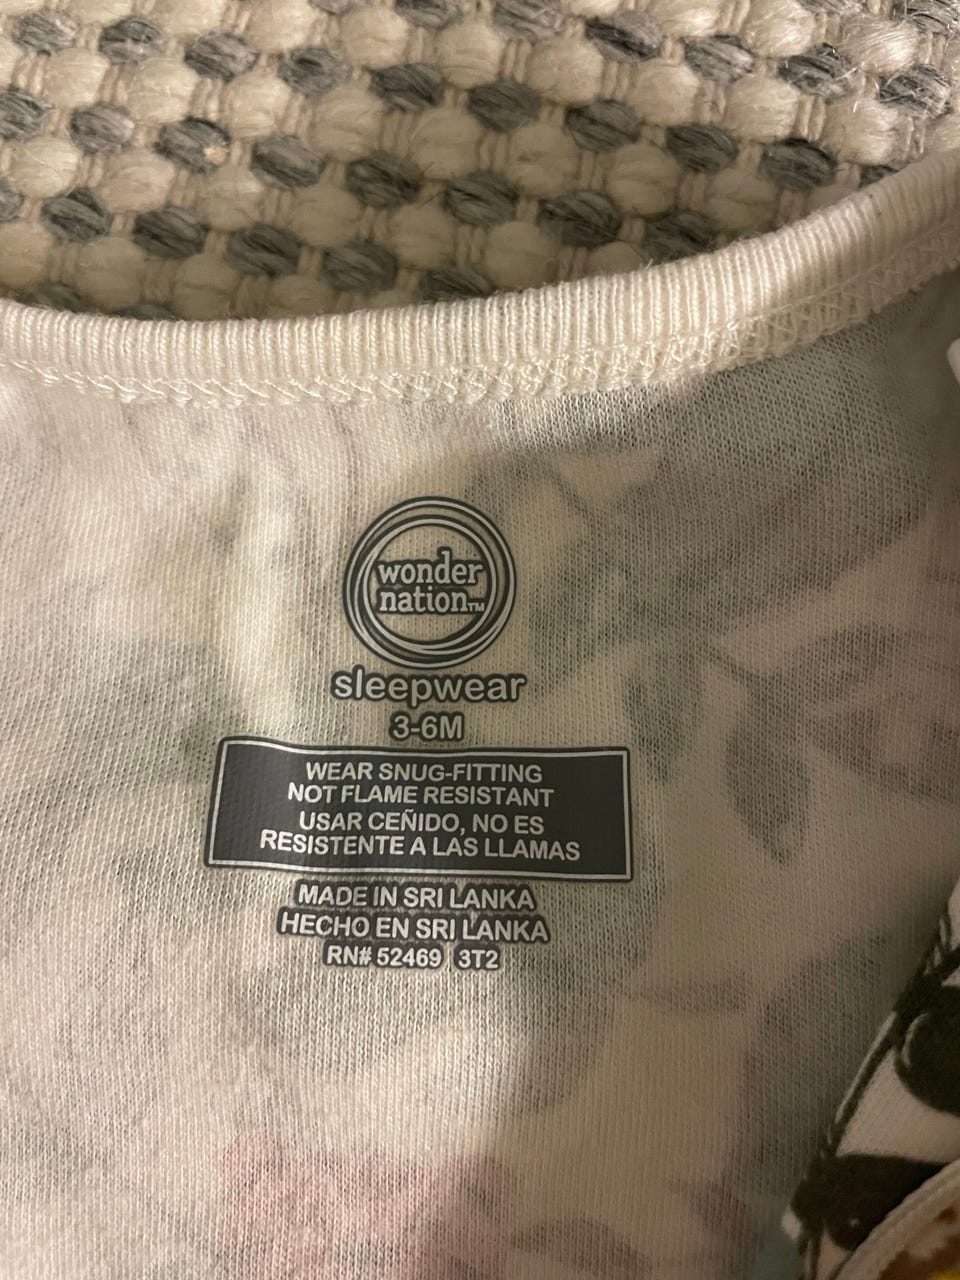 wonder
nation™
sleepwear
3-6M
WEAR SNUG-FITTING
NOT FLAME RESISTANT
USAR CEÑIDO, NO ES
RESISTENTE A LAS LLAMAS
MADE IN SRI LANKA
HECHO EN SRI LANKA
RN# 52469 3T2